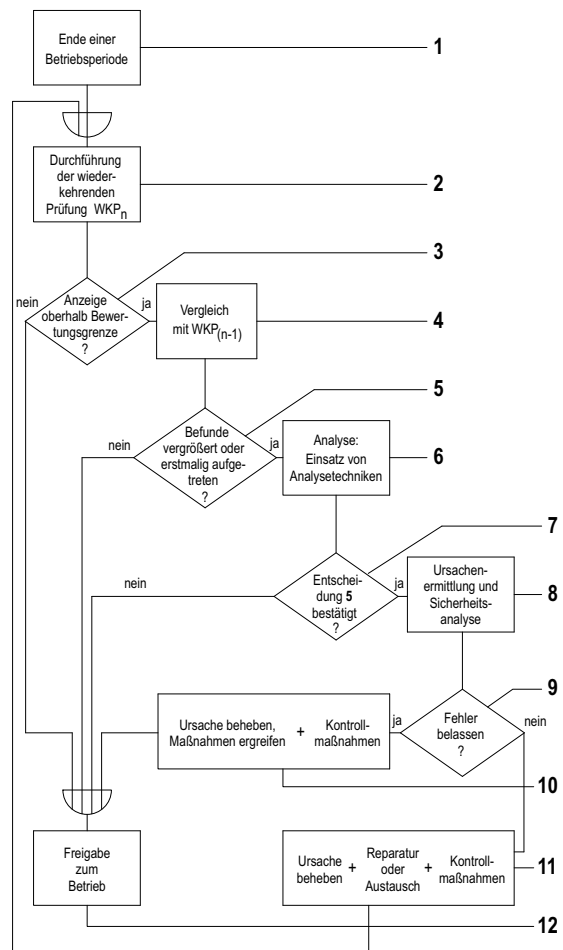 Ende einer
Betriebsperiode
1
Durchführung
der wieder-
kehrenden
Prüfung WKPn
2
3
nein
Anzeige
oberhalb Bewer-
tungsgrenze
?
ja
Vergleich
mit WKP(n-1)
4
5
nein
Befunde
vergrößert oder
erstmalig aufge-
treten
?
ja
Analyse:
Einsatz von
Analysetechniken
6
7
nein
Entschei-
dung 5
bestätigt
?
ja
Ursachen-
ermittlung und
Sicherheits-
analyse
8
9
Ursache beheben,
Maßnahmen ergreifen
+
Kontroll-
maßnahmen
ja
Fehler
belassen
?
nein
10
Freigabe
zum
Betrieb
Ursache
beheben
+
Reparatur
oder
Austausch
+
Kontroll-
maßnahmen
11
12